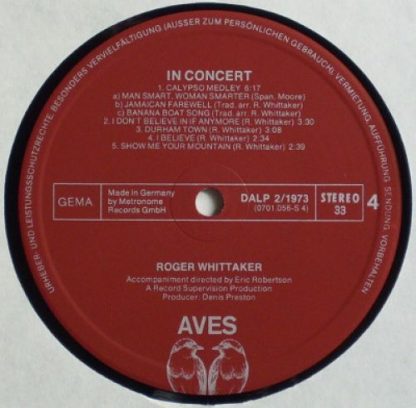 URHEBER- UND LEISTUNGSSCHUTZRECHTE, BESONDERS VERVIELFÄLTIGUNG (AUSSER ZUM PERSÖNLICHEN GEBRAUCH), VERMIETUNG, AUFFÜHRUNG, SENDUNG VORBEHALTEN
IN CONCERT
1. CALYPSO MEDLEY 6:17
a) MAN SMART, WOMAN SMARTER (Span, Moore)
b) JAMAICAN FAREWELL (Trad. arr. R. Whittaker)
c) BANANA BOAT SONG (Trad. arr. R. Whittaker)
2. I DON'T BELIEVE IN IF ANYMORE (R. Whittaker) 3:30
3. DURHAM TOWN (R. Whittaker) 3:08
4. I BELIEVE (R. Whittaker) 2:34
5. SHOW ME YOUR MOUNTAIN (R. Whittaker) 2:39
GEMA
Made in Germany
by Metronome
Records GmbH
DALP 2/1973
(0701.056-S 4)
STEREO
33
4
ROGER WHITTAKER
Accompaniment directed by Eric Robertson
A Record Supervision Production
Producer: Denis Preston
AVES